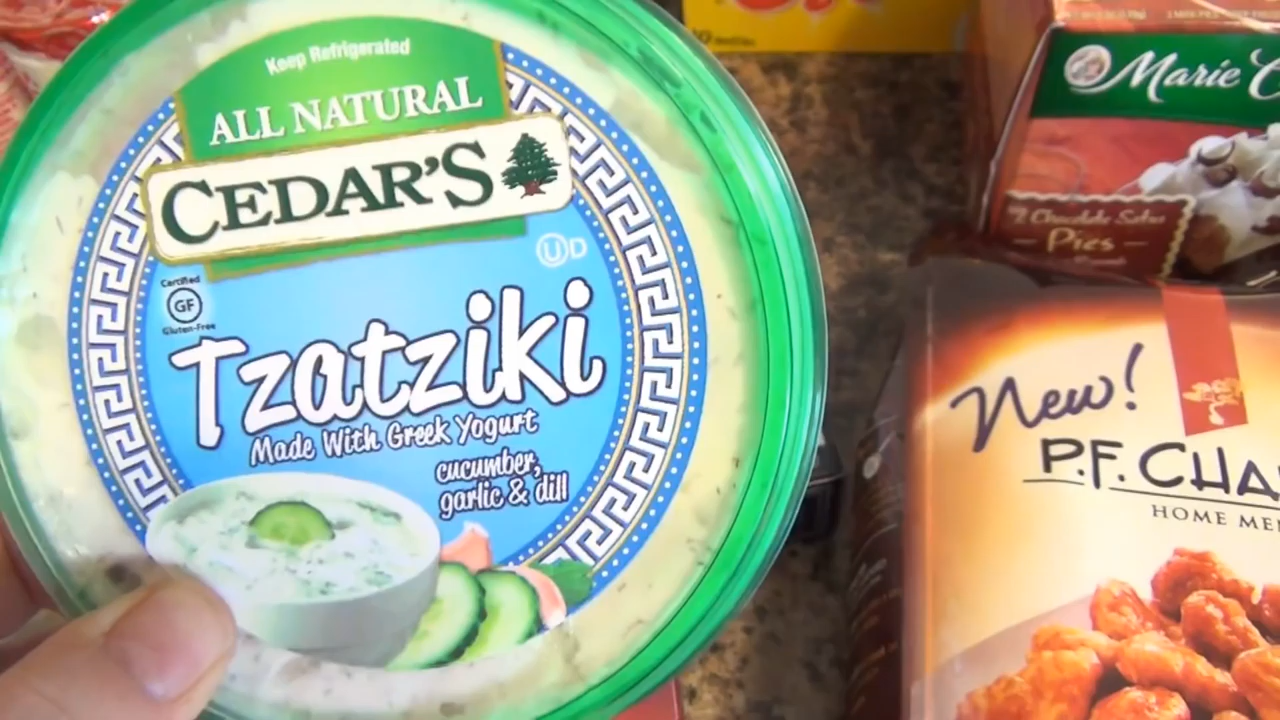 Keep Refrigerated
ALL NATURAL
CEDAR'S
U D
Certified
GF
Gluten-Free
Tzatziki
Made With Greek Yogurt
cucumber,
garlic & dill
Marie C
Pies
New!
P.F. CHA
HOME ME